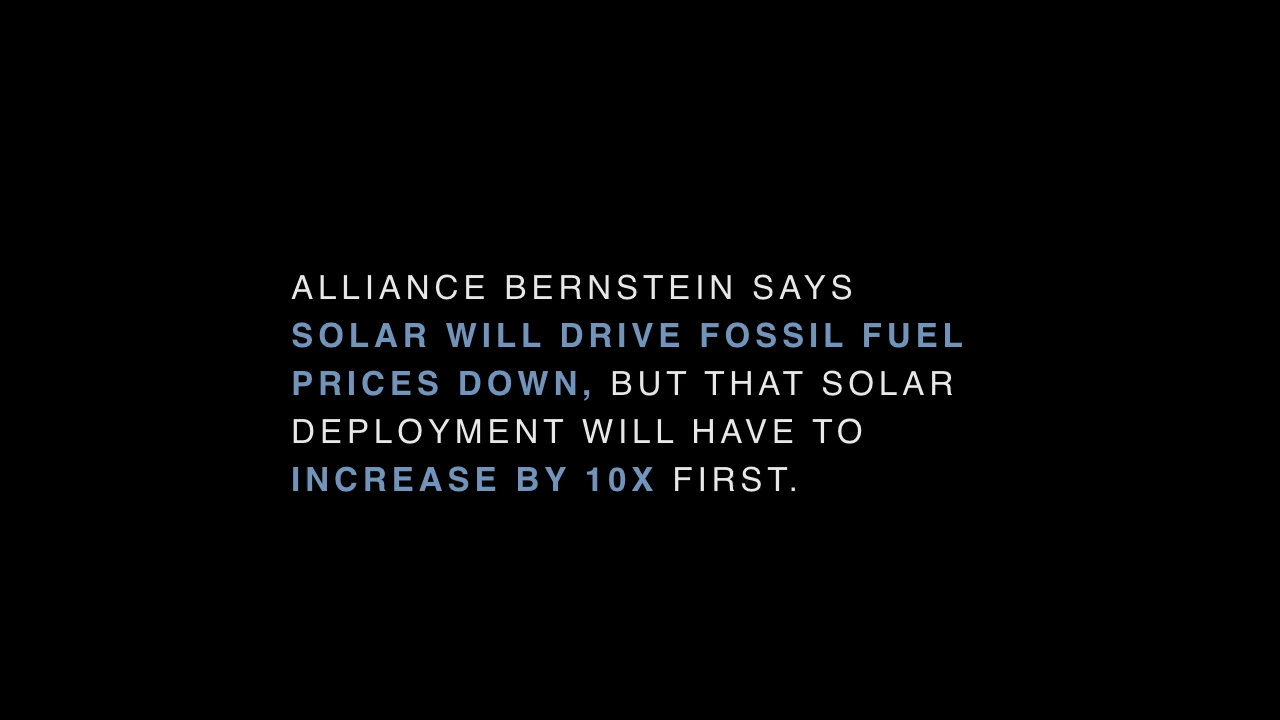 ALLIANCE BERNSTEIN SAYS
SOLAR WILL DRIVE FOSSIL FUEL
PRICES DOWN, BUT THAT SOLAR
DEPLOYMENT WILL HAVE TO
INCREASE BY 10X FIRST.